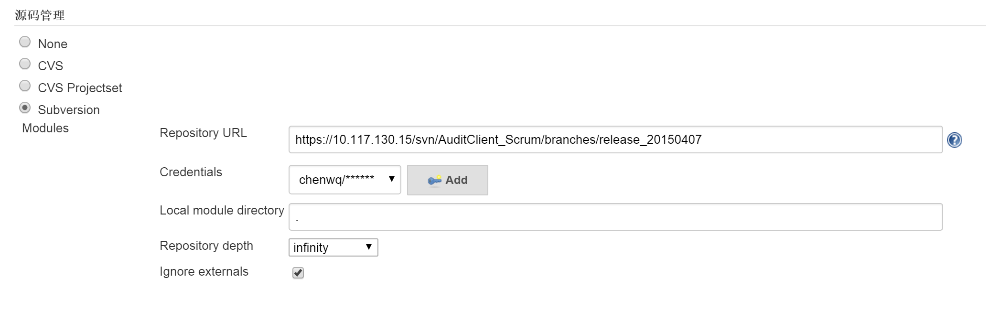 源码管理
None
CVS
CVS Projectset
Subversion
Modules
Repository URL
https://10.117.130.15/svn/AuditClient_Scrum/branches/release_20150407
?
Credentials
chenwq/******
Add
Local module directory
.
Repository depth
infinity
Ignore externals